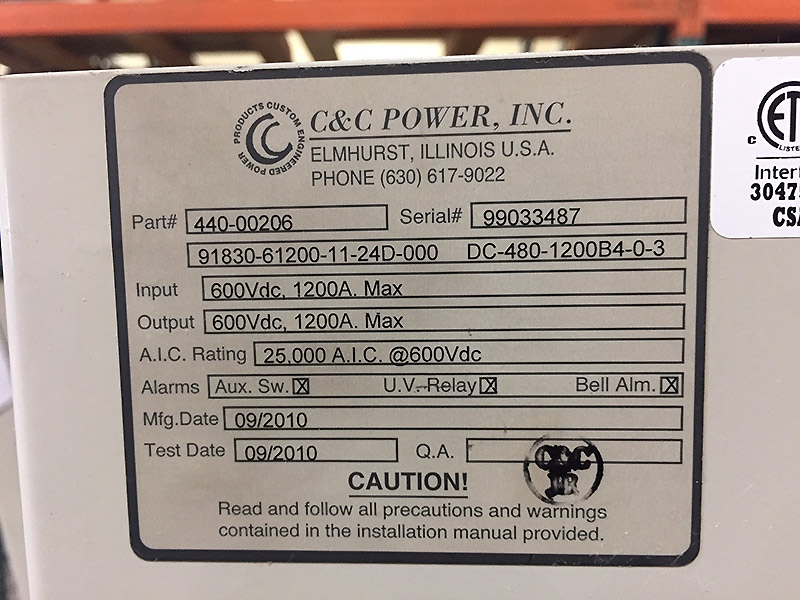 PRODUCTS CUSTOM ENGINEERED POWER
C&C POWER, INC.
ELMHURST, ILLINOIS U.S.A.
PHONE (630) 617-9022
Part# 440-00206 Serial# 99033487
91830-61200-11-24D-000 DC-480-1200B4-0-3
Input 600Vdc, 1200A. Max
Output 600Vdc, 1200A. Max
A.I.C. Rating 25,000 A.I.C. @600Vdc
Alarms Aux. Sw. ☒ U.V. Relay ☒ Bell Alm. ☒
Mfg.Date 09/2010
Test Date 09/2010 Q.A. C&C
CAUTION!
Read and follow all precautions and warnings
contained in the installation manual provided.
C
LISTE
Inter
3047
CSA